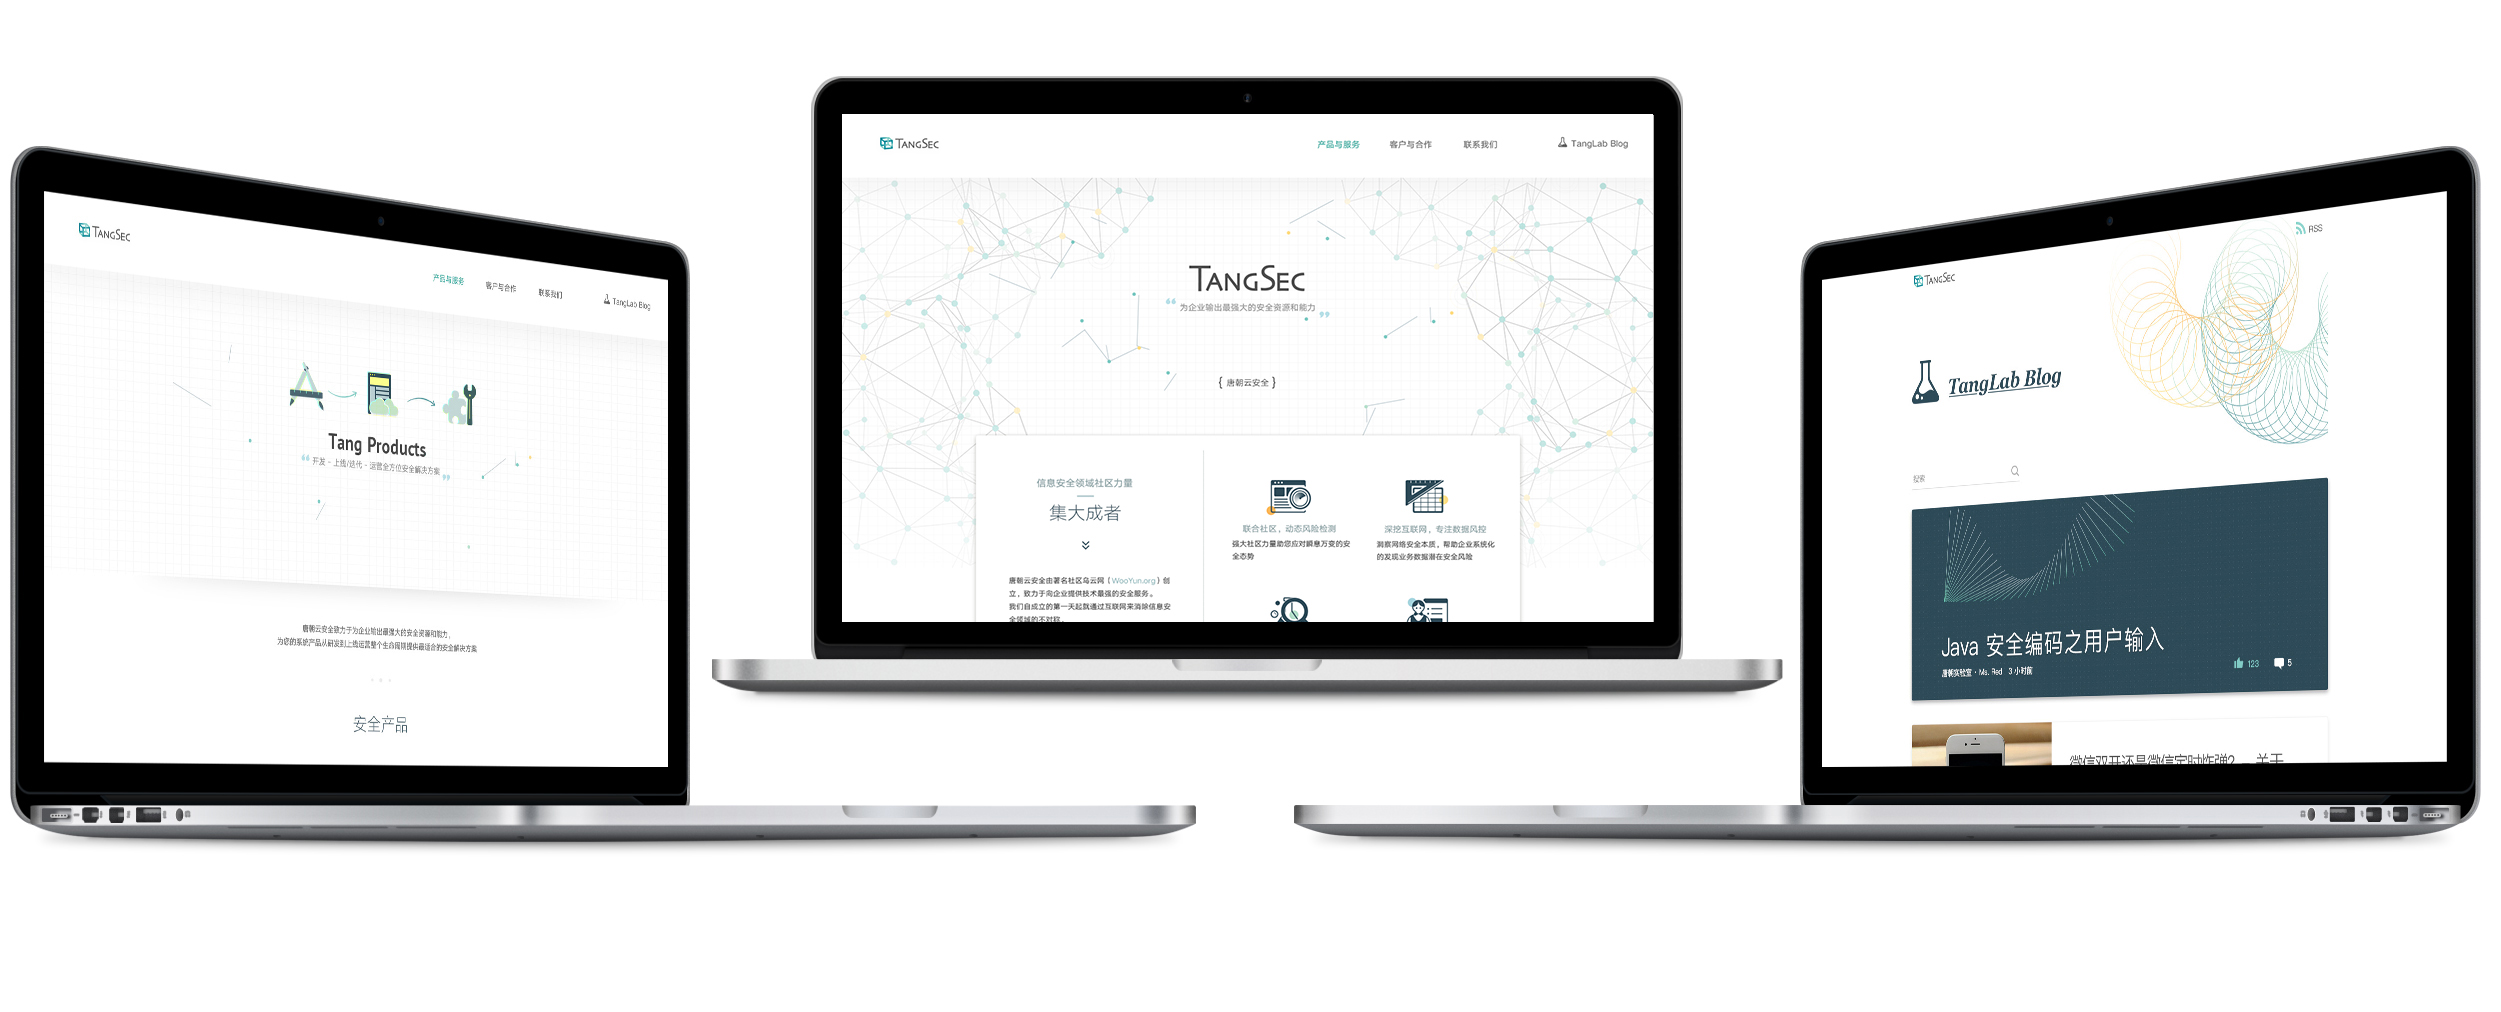 TANGSEC
产品与服务
客户与合作
联系我们
TangLab Blog
Tang Products
“ 开发 - 上线/迭代 - 运营全方位安全解决方案 ”
唐朝云安全致力于为企业输出最强大的安全资源和能力，
为您的系统产品从研发到上线运营整个生命周期提供最适合的安全解决方案
安全产品
TANGSEC
产品与服务
客户与合作
联系我们
TangLab Blog
TANGSEC
“ 为企业输出最强大的安全资源和能力 ”
{ 唐朝云安全 }
信息安全领域社区力量
集大成者
唐朝云安全由著名社区乌云网（WooYun.org）创
立，致力于向企业提供技术最强的安全服务。
我们自成立的第一天起就通过互联网来消除信息安
全领域的不对称，
联合社区，动态风险检测
强大社区力量助您应对瞬息万变的安
全态势
深挖互联网，专注数据风控
洞察网络安全本质，帮助企业系统化
的发现业务数据潜在安全风险
TANGSEC
RSS
TangLab Blog
搜索
Java 安全编码之用户输入
唐朝实验室 · Ms. Red 3 小时前
123
5
微信双开还是微信定时炸弹？ — 关于